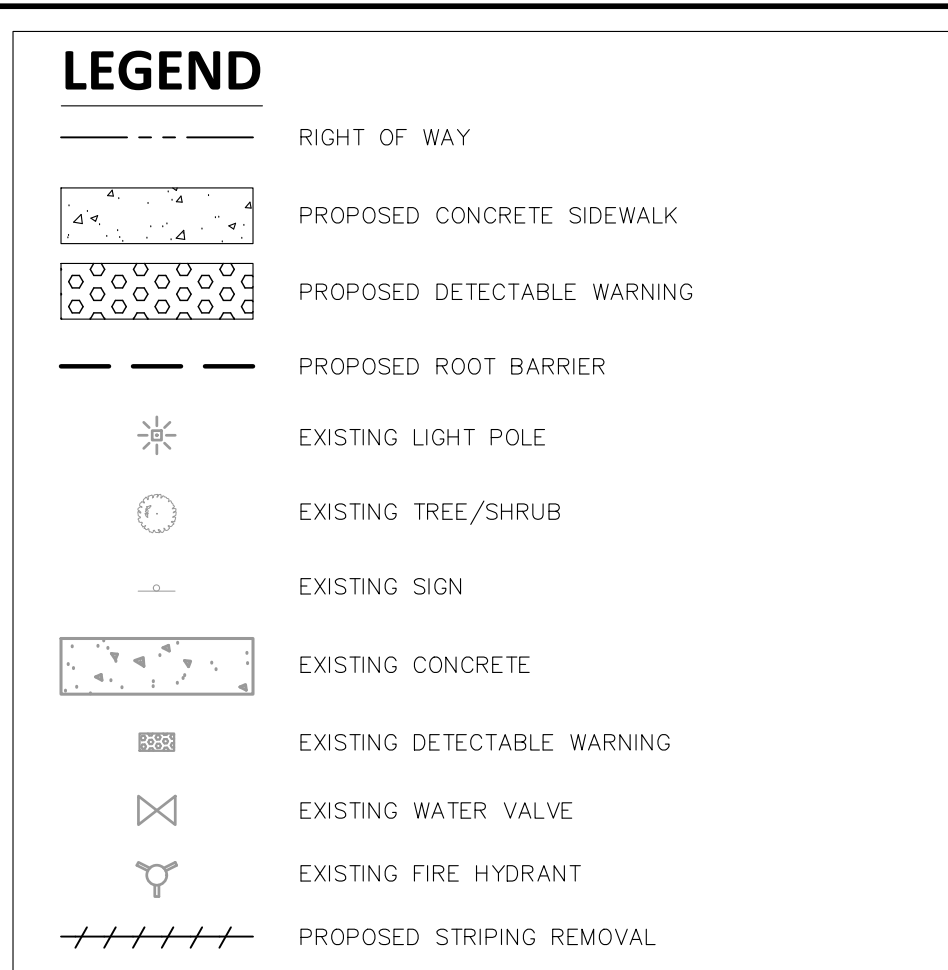 LEGEND
RIGHT OF WAY
PROPOSED CONCRETE SIDEWALK
PROPOSED DETECTABLE WARNING
PROPOSED ROOT BARRIER
EXISTING LIGHT POLE
EXISTING TREE/SHRUB
EXISTING SIGN
EXISTING CONCRETE
EXISTING DETECTABLE WARNING
EXISTING WATER VALVE
EXISTING FIRE HYDRANT
PROPOSED STRIPING REMOVAL